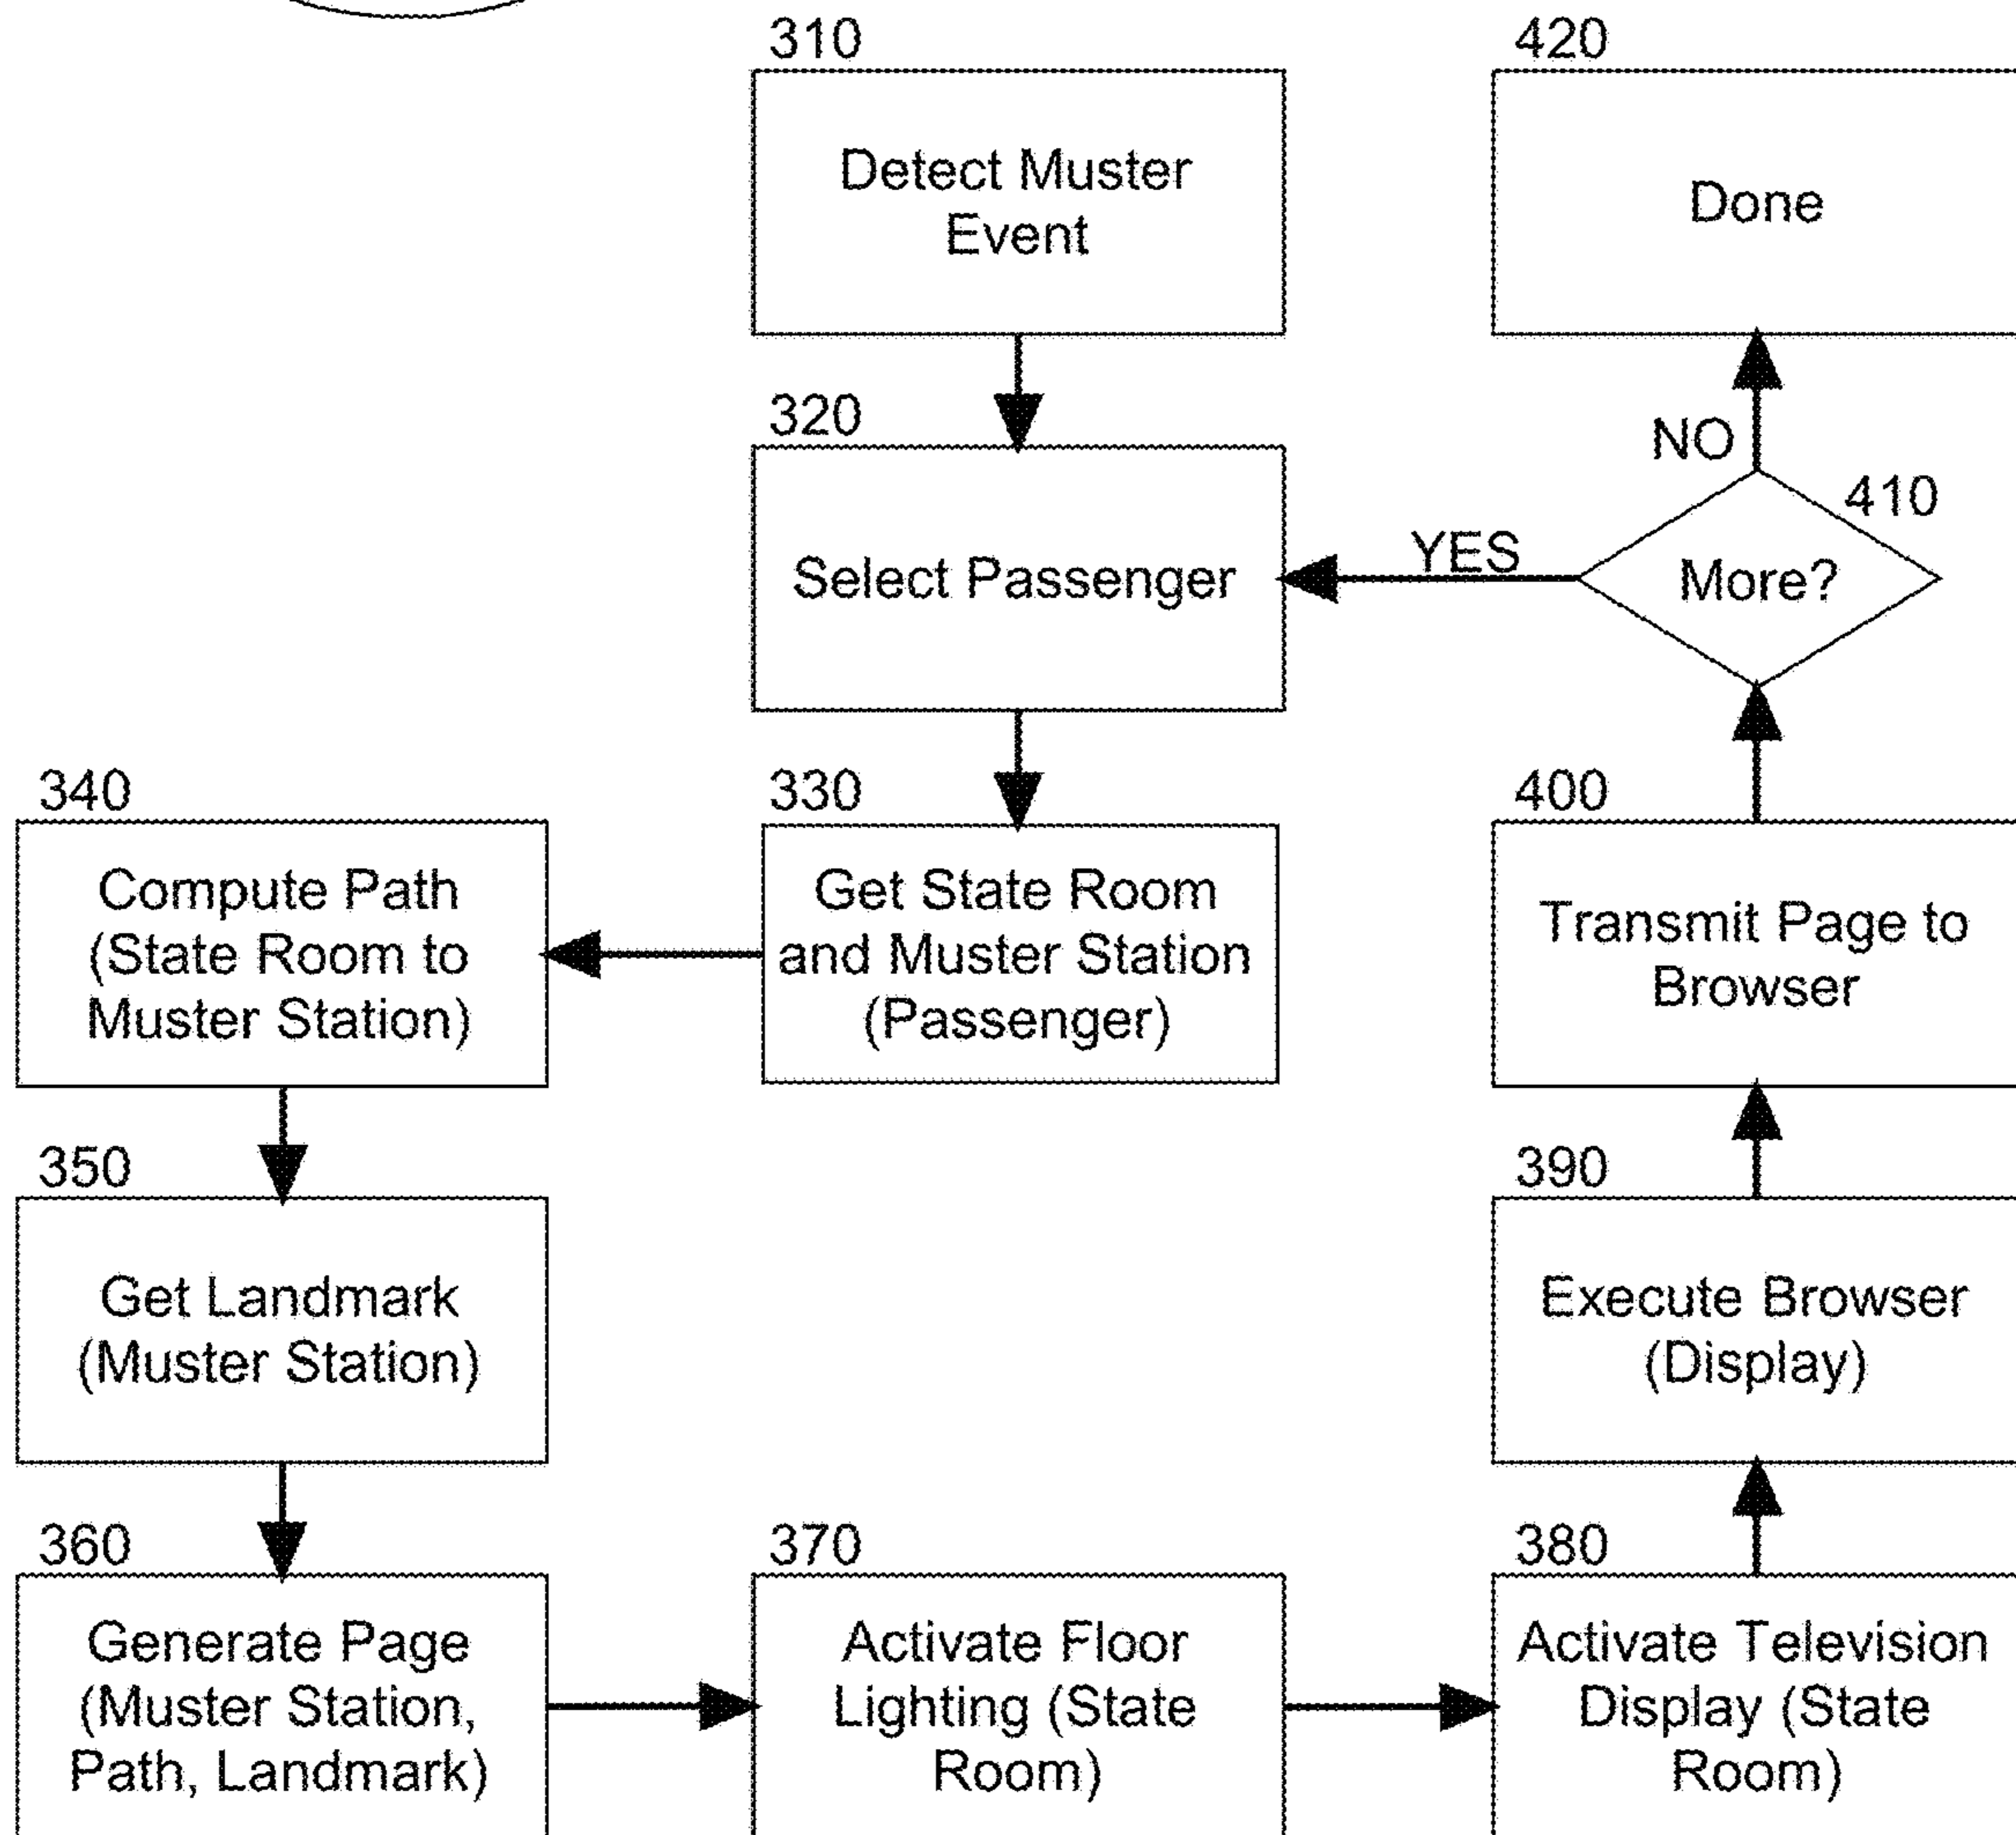 310
Detect Muster
Event
320
Select Passenger
330
Get State Room
and Muster Station
(Passenger)
340
Compute Path
(State Room to
Muster Station)
350
Get Landmark
(Muster Station)
360
Generate Page
(Muster Station,
Path, Landmark)
370
Activate Floor
Lighting (State
Room)
380
Activate Television
Display (State
Room)
390
Execute Browser
(Display)
400
Transmit Page to
Browser
410
More?
YES
NO
420
Done